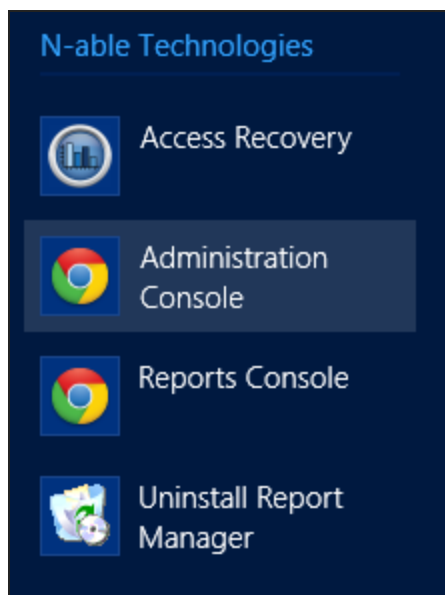 N-able Technologies
Access Recovery
Administration
Console
Reports Console
Uninstall Report
Manager